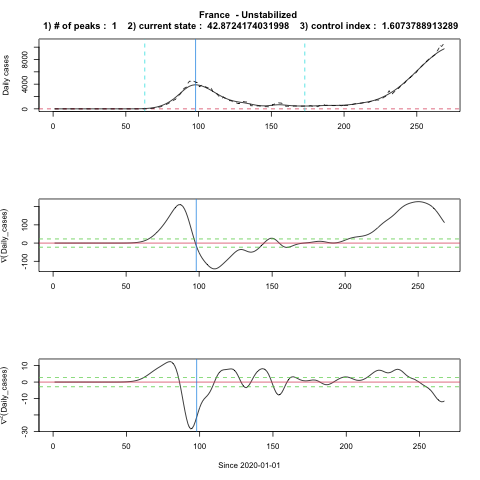 France - Unstabilized
1) # of peaks : 1 2) current state : 42.8724174031998 3) control index : 1.6073788913289
Daily cases
0
4000
8000
0 50 100 150 200 250
∇(Daily_cases)
-100
0
100
0 50 100 150 200 250
∇²(Daily_cases)
-30
-10
0
10
0 50 100 150 200 250
Since 2020-01-01